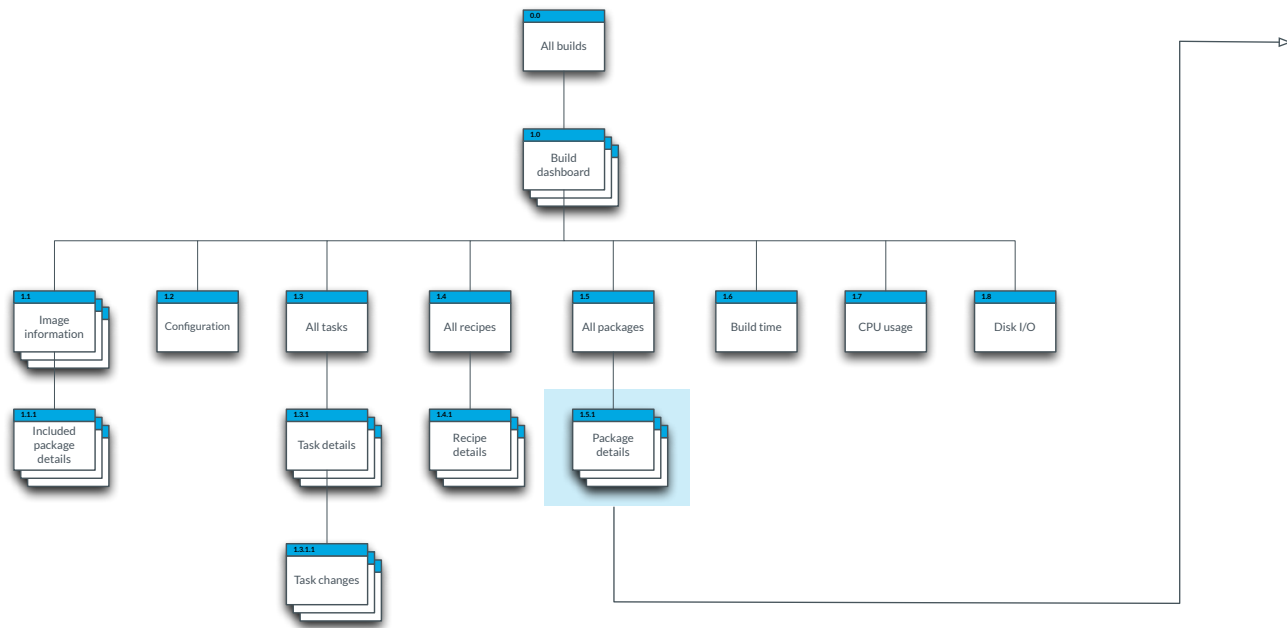 0.0
All builds
1.0
Build
dashboard
1.1
Image
information
1.2
Configuration
1.3
All tasks
1.4
All recipes
1.5
All packages
1.6
Build time
1.7
CPU usage
1.8
Disk I/O
1.1.1
Included
package
details
1.3.1
Task details
1.4.1
Recipe
details
1.5.1
Package
details
1.3.1.1
Task changes